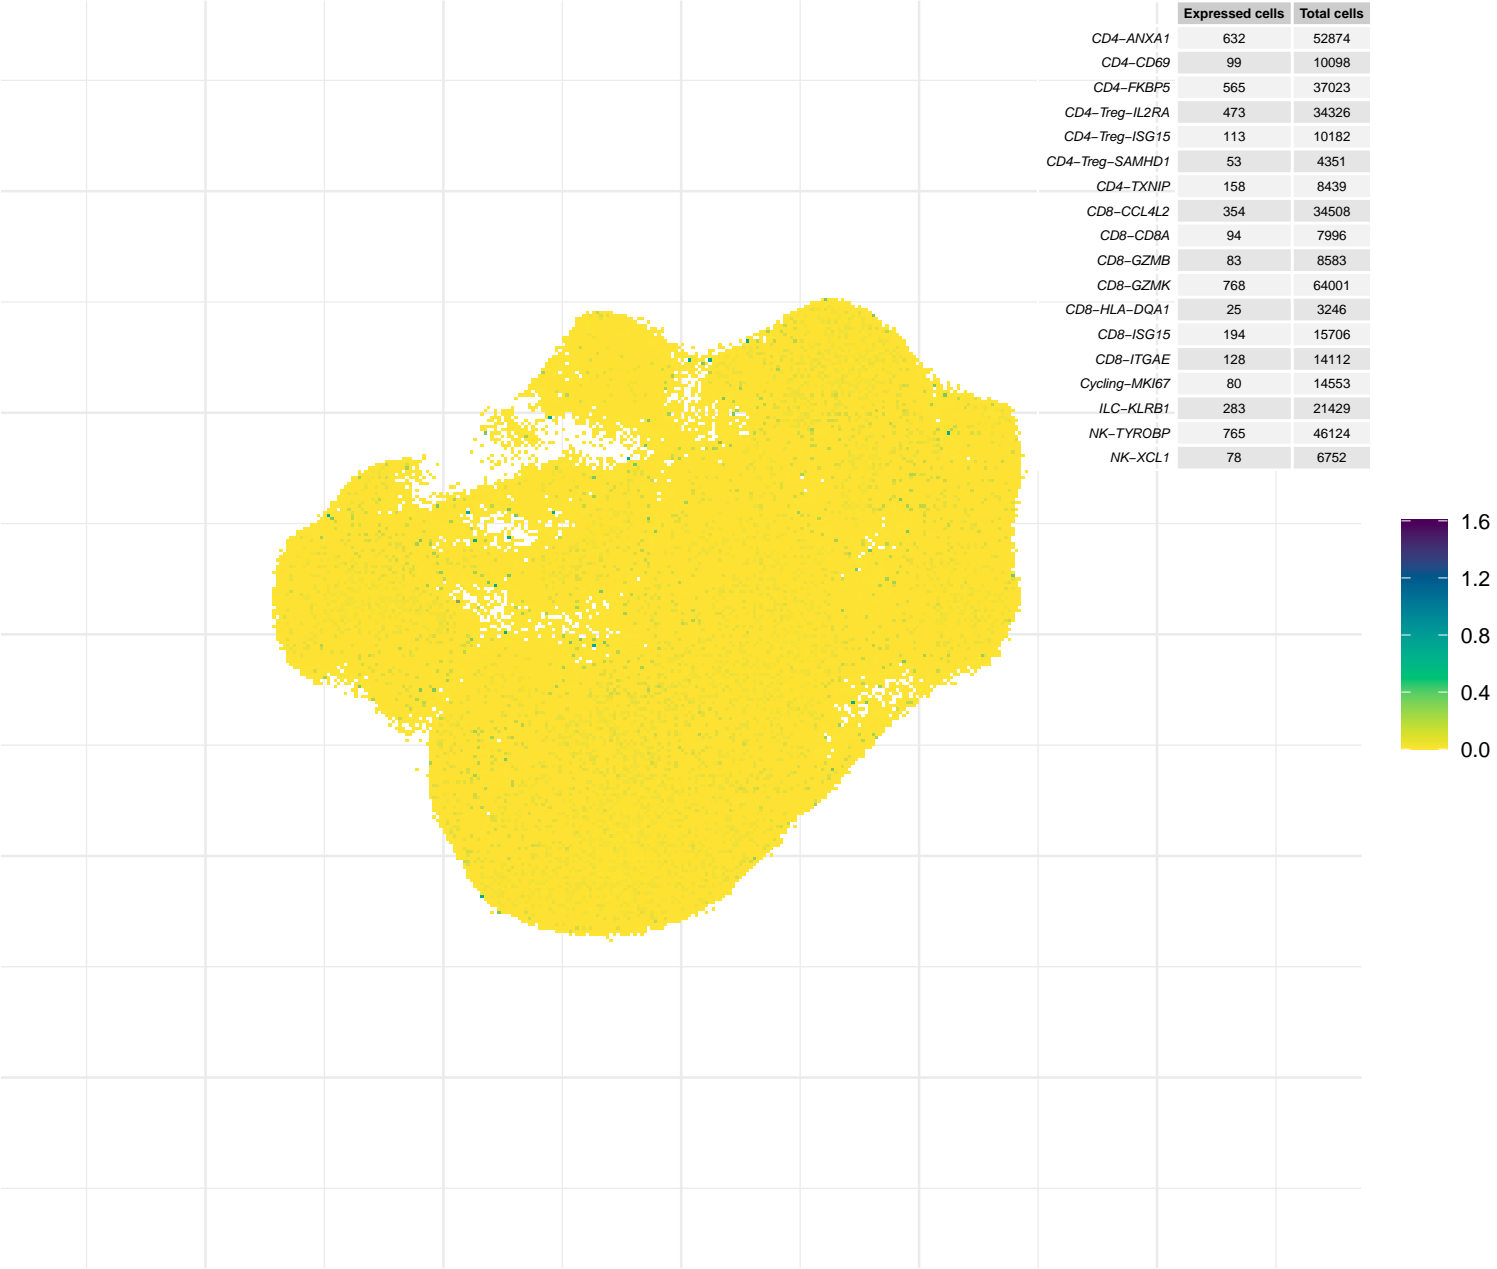 Expressed cells Total cells
CD4−ANXA1 632 52874
CD4−CD69 99 10098
CD4−FKBP5 565 37023
CD4−Treg−IL2RA 473 34326
CD4−Treg−ISG15 113 10182
CD4−Treg−SAMHD1 53 4351
CD4−TXNIP 158 8439
CD8−CCL4L2 354 34508
CD8−CD8A 94 7996
CD8−GZMB 83 8583
CD8−GZMK 768 64001
CD8−HLA−DQA1 25 3246
CD8−ISG15 194 15706
CD8−ITGAE 128 14112
Cycling−MKI67 80 14553
ILC−KLRB1 283 21429
NK−TYROBP 765 46124
NK−XCL1 78 6752
1.6
1.2
0.8
0.4
0.0